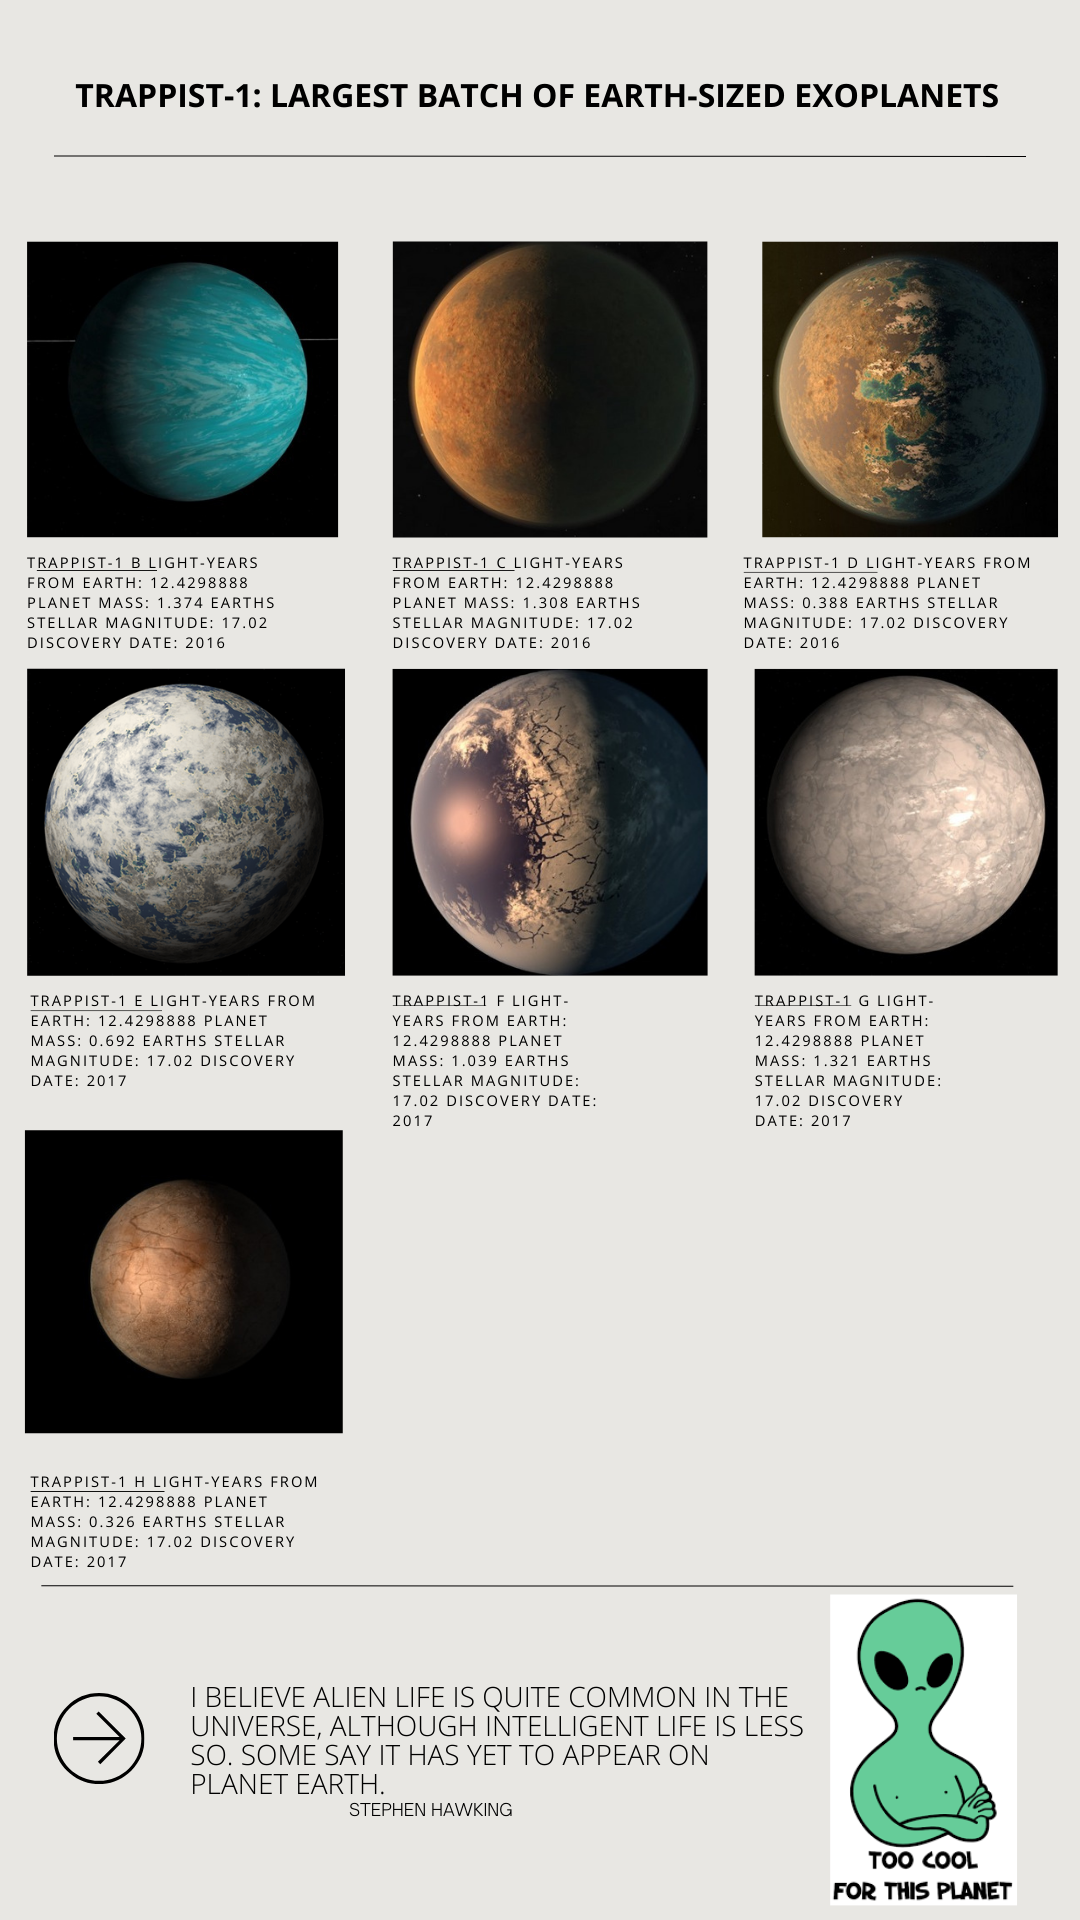 TRAPPIST-1: LARGEST BATCH OF EARTH-SIZED EXOPLANETS
TRAPPIST-1 B LIGHT-YEARS
FROM EARTH: 12.4298888
PLANET MASS: 1.374 EARTHS
STELLAR MAGNITUDE: 17.02
DISCOVERY DATE: 2016
TRAPPIST-1 C LIGHT-YEARS
FROM EARTH: 12.4298888
PLANET MASS: 1.308 EARTHS
STELLAR MAGNITUDE: 17.02
DISCOVERY DATE: 2016
TRAPPIST-1 D LIGHT-YEARS FROM
EARTH: 12.4298888 PLANET
MASS: 0.388 EARTHS STELLAR
MAGNITUDE: 17.02 DISCOVERY
DATE: 2016
TRAPPIST-1 E LIGHT-YEARS FROM
EARTH: 12.4298888 PLANET
MASS: 0.692 EARTHS STELLAR
MAGNITUDE: 17.02 DISCOVERY
DATE: 2017
TRAPPIST-1 F LIGHT-
YEARS FROM EARTH:
12.4298888 PLANET
MASS: 1.039 EARTHS
STELLAR MAGNITUDE:
17.02 DISCOVERY DATE:
2017
TRAPPIST-1 G LIGHT-
YEARS FROM EARTH:
12.4298888 PLANET
MASS: 1.321 EARTHS
STELLAR MAGNITUDE:
17.02 DISCOVERY
DATE: 2017
TRAPPIST-1 H LIGHT-YEARS FROM
EARTH: 12.4298888 PLANET
MASS: 0.326 EARTHS STELLAR
MAGNITUDE: 17.02 DISCOVERY
DATE: 2017
I BELIEVE ALIEN LIFE IS QUITE COMMON IN THE
UNIVERSE, ALTHOUGH INTELLIGENT LIFE IS LESS
SO. SOME SAY IT HAS YET TO APPEAR ON
PLANET EARTH.
STEPHEN HAWKING
TOO COOL
FOR THIS PLANET